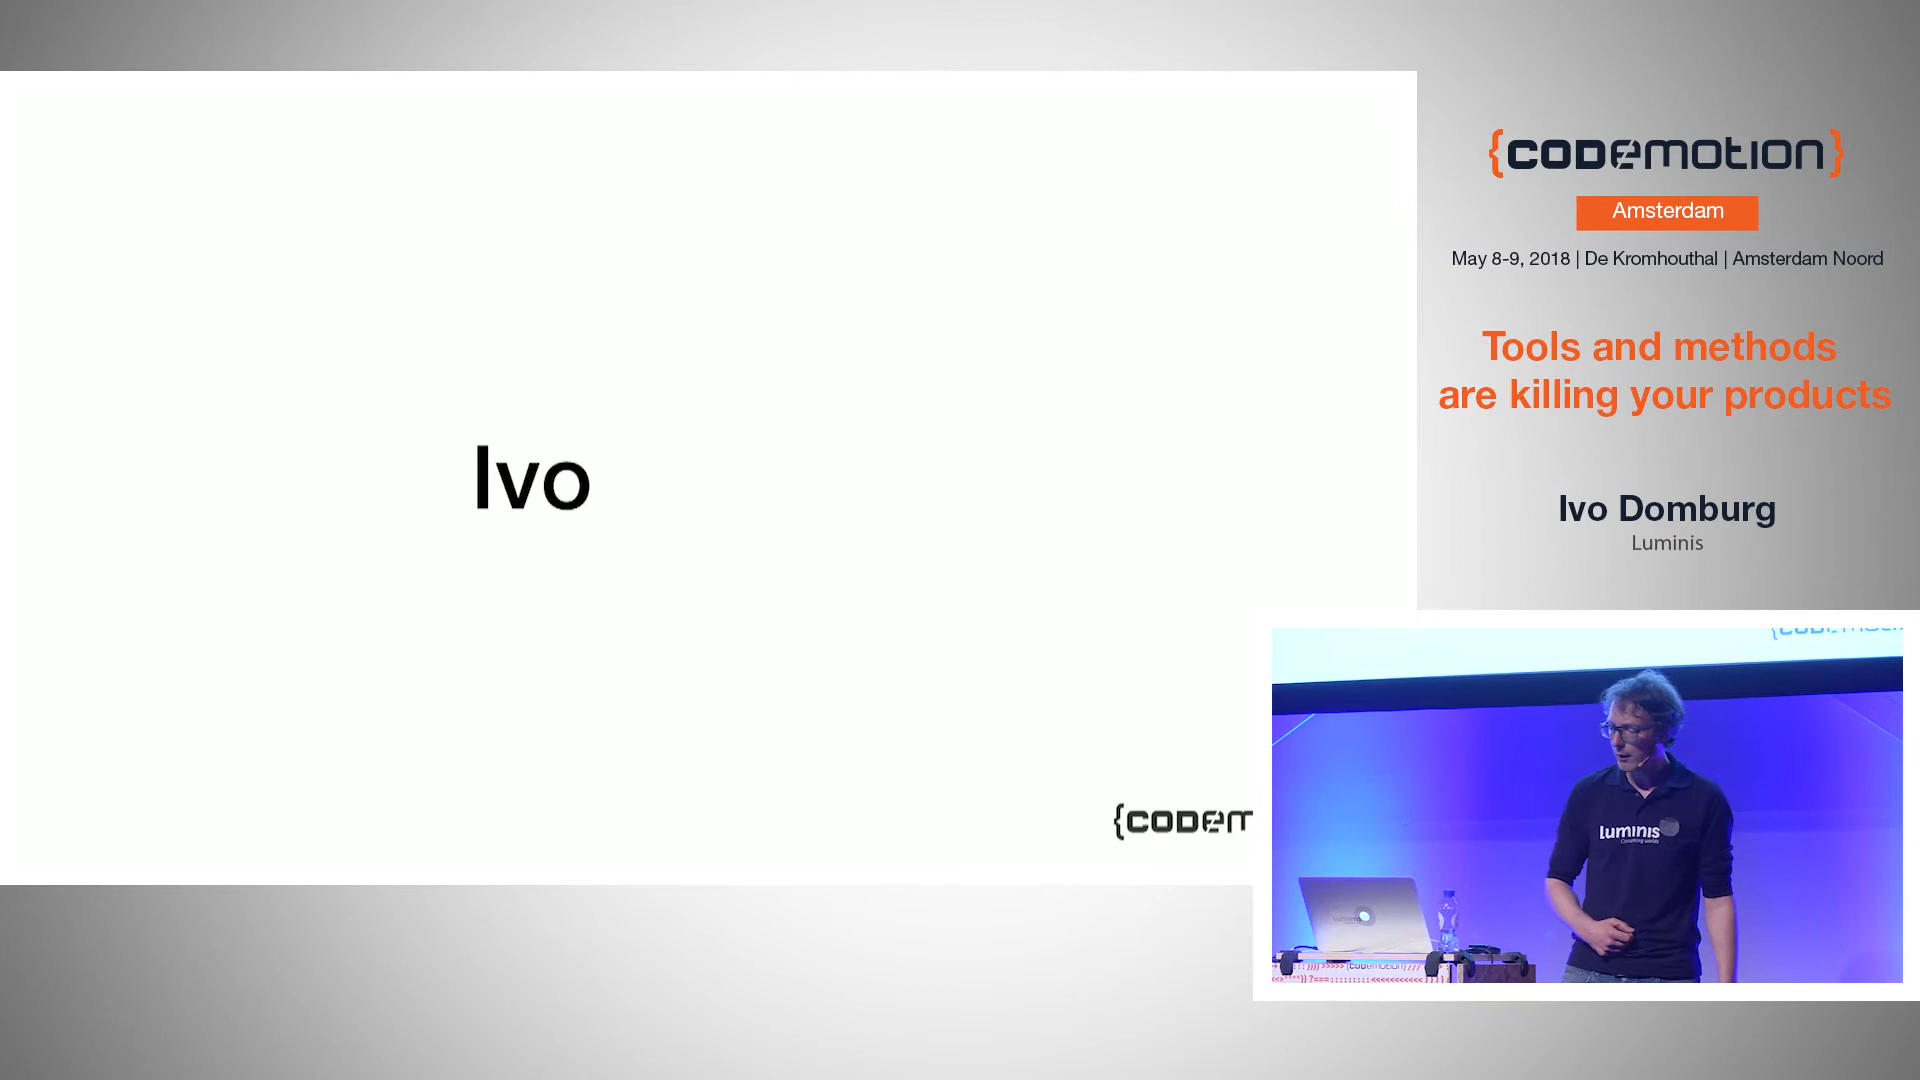 Ivo
{CODEM
{CODEMOTION}
Amsterdam
May 8-9, 2018 | De Kromhouthal | Amsterdam Noord
Tools and methods
are killing your products
Ivo Domburg
Luminis
luminis